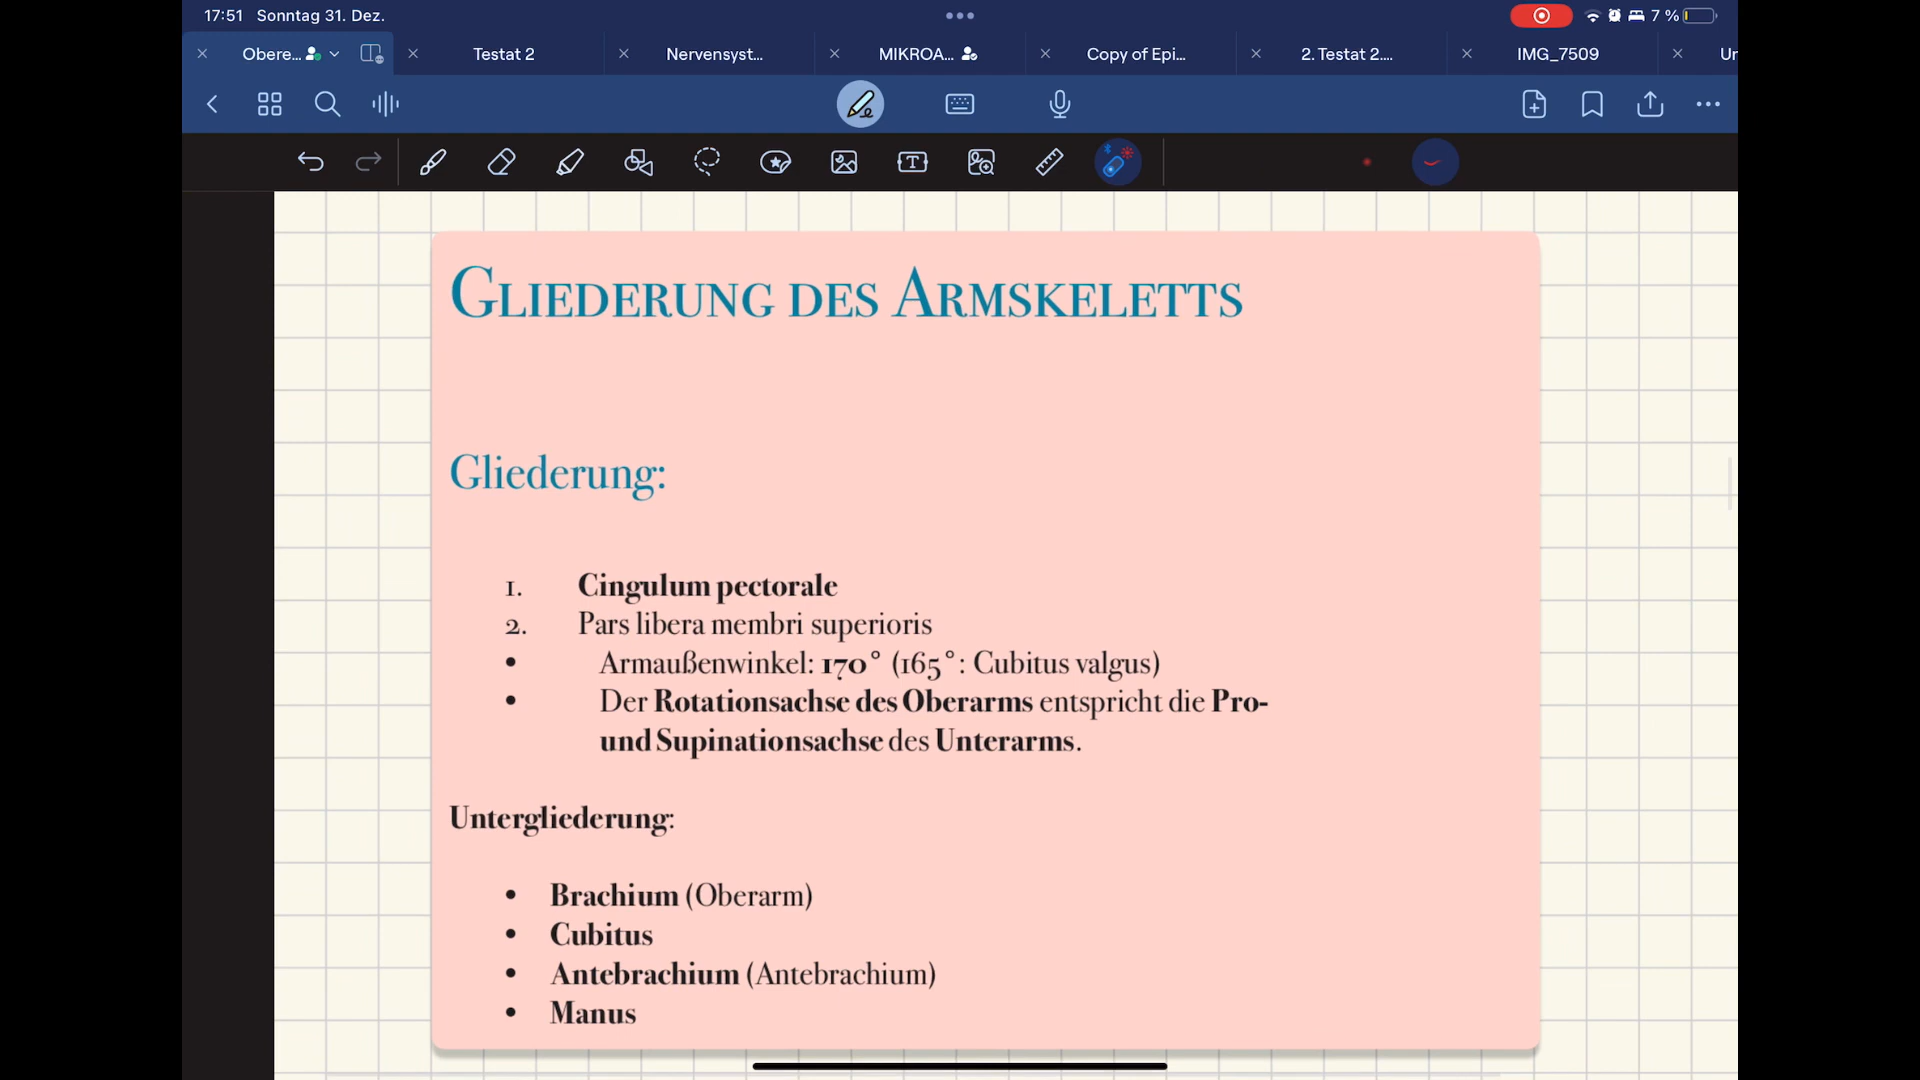 17:51 Sonntag 31. Dez.
7 %
Obere...
Testat 2
Nervensyst...
MIKROA...
Copy of Epi...
2. Testat 2....
IMG_7509
Ur
Gliederung des Armskeletts
Gliederung:
1. Cingulum pectorale
2. Pars libera membri superioris
• Armaußenwinkel: 170° (165°: Cubitus valgus)
• Der Rotationsachse des Oberarms entspricht die Pro-
und Supinationsachse des Unterarms.
Untergliederung:
• Brachium (Oberarm)
• Cubitus
• Antebrachium (Antebrachium)
• Manus